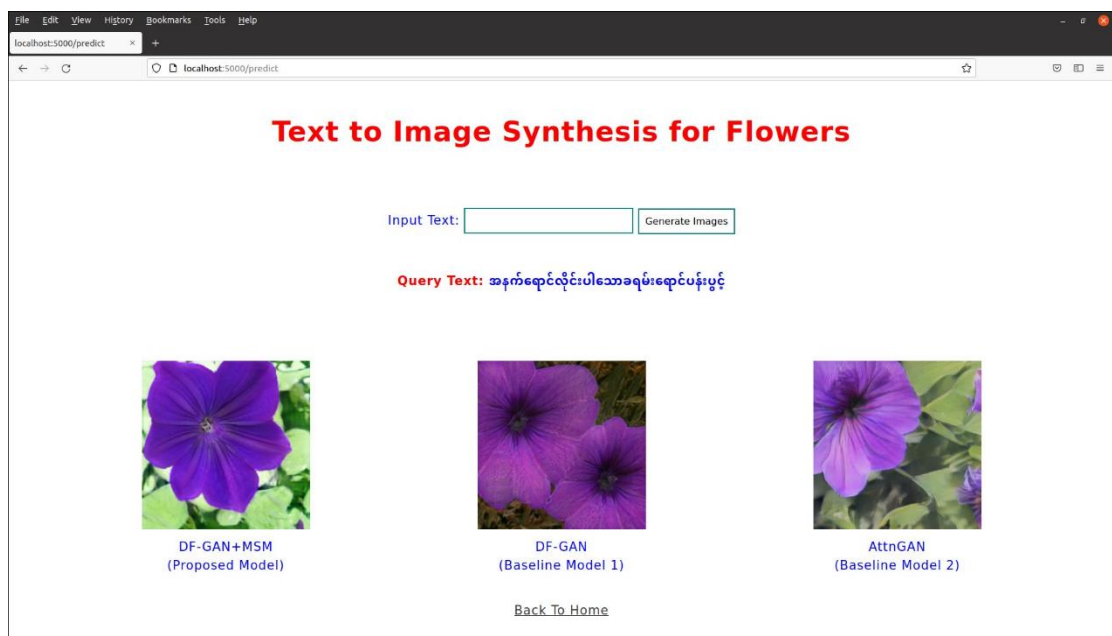 File Edit View History Bookmarks Tools Help
localhost:5000/predict
localhost:5000/predict
Text to Image Synthesis for Flowers
Input Text: Generate Images
Query Text: အနက်ရောင်လိုင်းပါသောခရမ်းရောင်ပန်းပွင့်
DF-GAN+MSM DF-GAN AttnGAN
(Proposed Model) (Baseline Model 1) (Baseline Model 2)
Back To Home